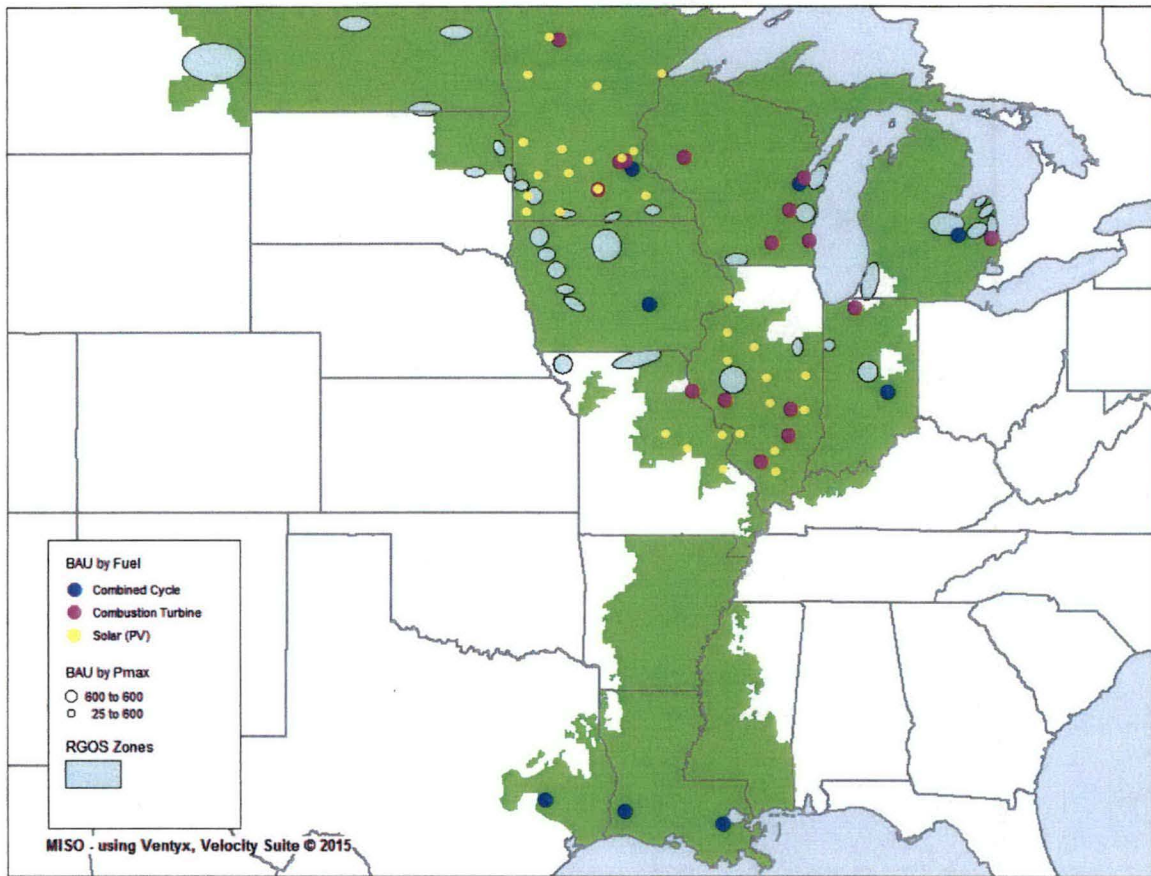 BAU by Fuel
Combined Cycle
Combustion Turbine
Solar (PV)
BAU by Pmax
600 to 600
25 to 600
RGOS Zones
MISO - using Ventyx, Velocity Suite © 2015